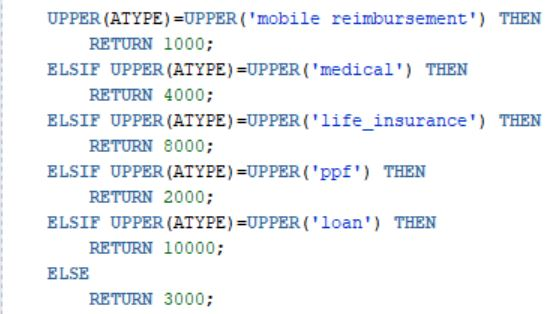 UPPER(ATYPE)=UPPER('mobile reimbursement') THEN
RETURN 1000;
ELSIF UPPER(ATYPE)=UPPER('medical') THEN
RETURN 4000;
ELSIF UPPER(ATYPE)=UPPER('life_insurance') THEN
RETURN 8000;
ELSIF UPPER(ATYPE)=UPPER('ppf') THEN
RETURN 2000;
ELSIF UPPER(ATYPE)=UPPER('loan') THEN
RETURN 10000;
ELSE
RETURN 3000;